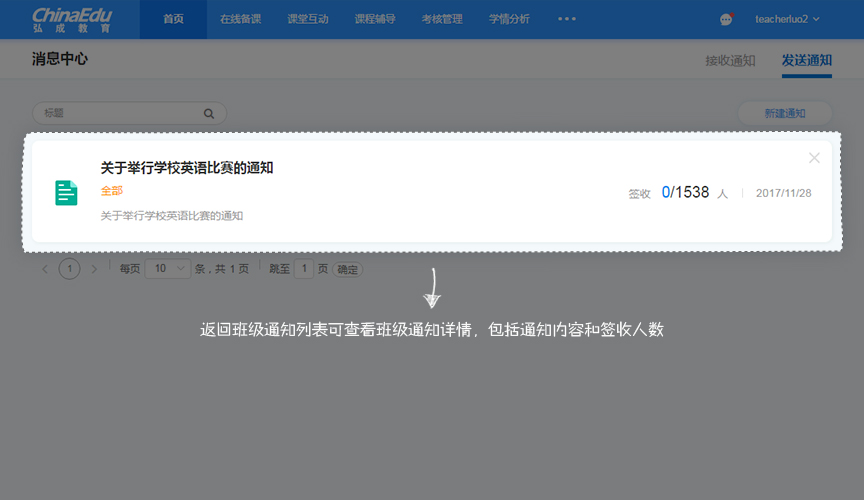 ChinaEdu
弘成教育
首页 在线备课 课堂互动 课程辅导 考核管理 学情分析 ••• teacherluo2
消息中心 接收通知 发送通知
标题 新建通知
关于举行学校英语比赛的通知
全部
签收 0/1538 人 2017/11/28
关于举行学校英语比赛的通知
1 每页 10 条，共 1 页 跳至 1 页 确定
返回班级通知列表可查看班级通知详情，包括通知内容和签收人数